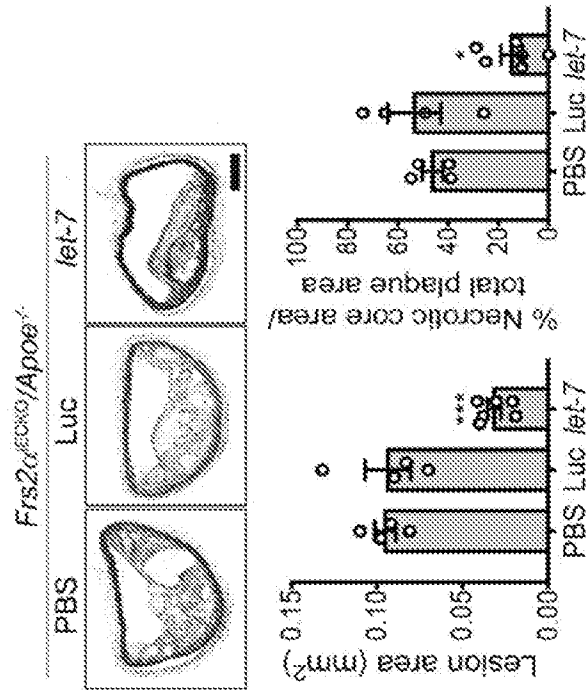 Frs2α^iECKO/Apoe^-/-
PBS Luc let-7
Lesion area (mm²)
0.15
0.10
0.05
0.00
***
PBS Luc let-7
% Necrotic core area/
total plaque area
100
80
60
40
20
0
*
PBS Luc let-7